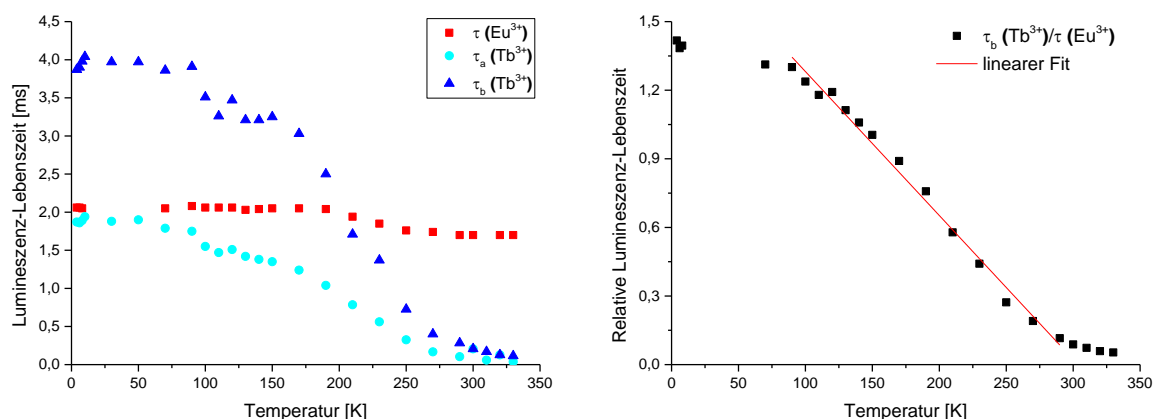 4,5
4,0
3,5
3,0
2,5
2,0
1,5
1,0
0,5
0,0
Lumineszenz-Lebenszeit [ms]
0 50 100 150 200 250 300 350
Temperatur [K]
τ (Eu³⁺)
τₐ (Tb³⁺)
τ_b (Tb³⁺)
1,5
1,2
0,9
0,6
0,3
0,0
Relative Lumineszenz-Lebenszeit
0 50 100 150 200 250 300 350
Temperatur [K]
τ_b (Tb³⁺)/τ (Eu³⁺)
linearer Fit